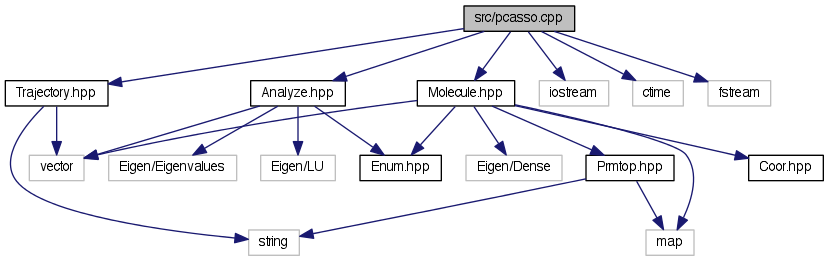 src/pcasso.cpp
Trajectory.hpp
Analyze.hpp
Molecule.hpp
iostream
ctime
fstream
vector
Eigen/Eigenvalues
Eigen/LU
Enum.hpp
Eigen/Dense
Prmtop.hpp
Coor.hpp
string
map